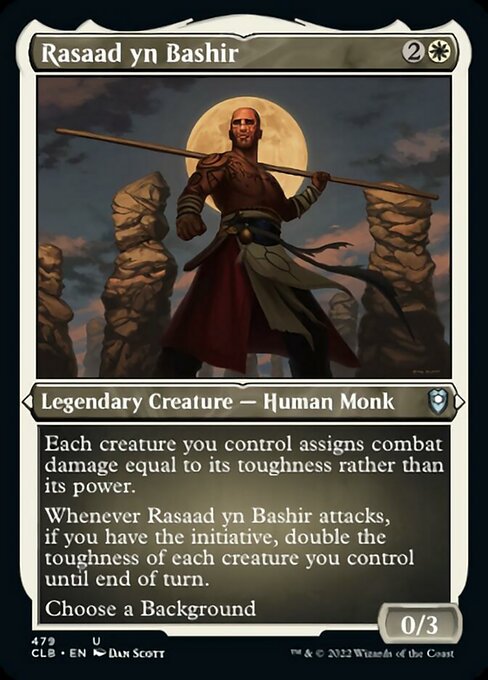 Rasaad yn Bashir 2
Legendary Creature — Human Monk
Each creature you control assigns combat
damage equal to its toughness rather than
its power.
Whenever Rasaad yn Bashir attacks,
if you have the initiative, double the
toughness of each creature you control
until end of turn.
Choose a Background
0/3
479 U
CLB • EN Dan Scott
™ & © 2022 Wizards of the Coast